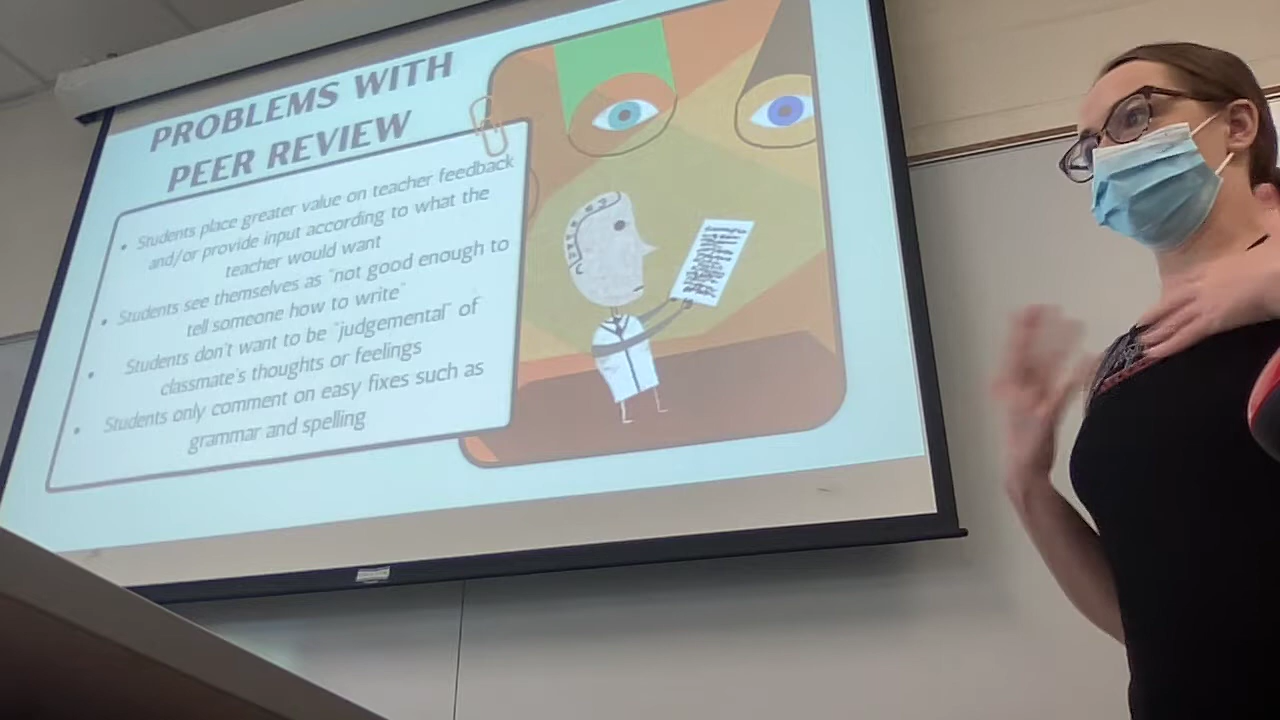 PROBLEMS WITH
PEER REVIEW
• Students place greater value on teacher feedback
and/or provide input according to what the
teacher would want
• Students see themselves as "not good enough to
tell someone how to write"
• Students don't want to be "judgemental" of
classmate's thoughts or feelings
• Students only comment on easy fixes such as
grammar and spelling